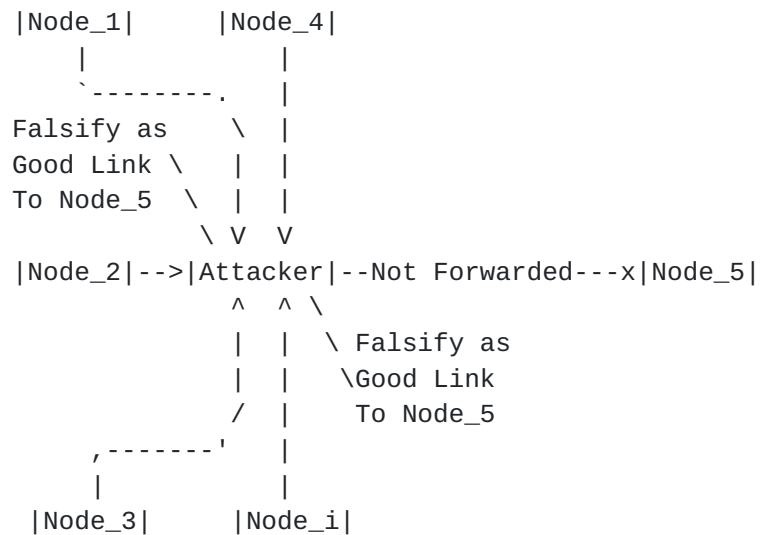 |Node_1|     |Node_4|
    |            |
    `--------.   |
Falsify as    \  |
Good Link \   |  |
To Node_5  \  |  |
            \ V  V
|Node_2|-->|Attacker|--Not Forwarded---x|Node_5|
              ^  ^ \
              |  |  \ Falsify as
              |  |   \Good Link
              /  |    To Node_5
     ,-------'   |
     |           |
 |Node_3|     |Node_i|